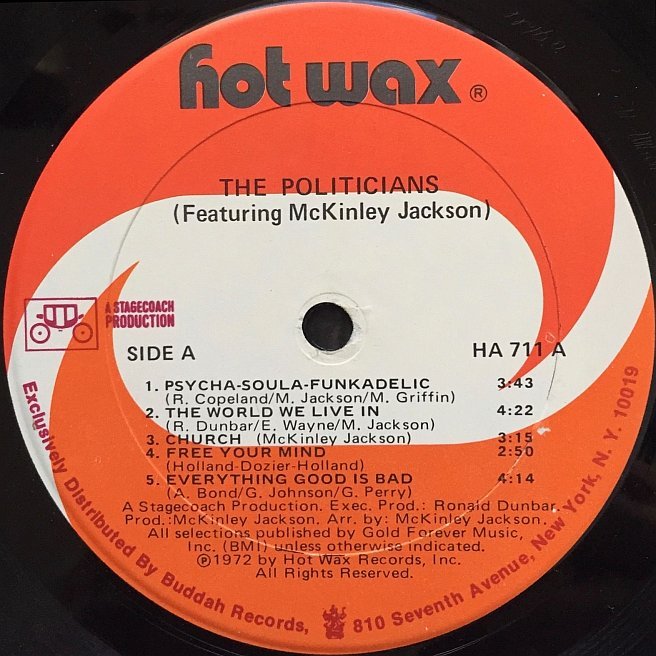 hot wax ®
THE POLITICIANS
(Featuring McKinley Jackson)
A STAGECOACH
PRODUCTION
SIDE A
HA 711 A
1. PSYCHA-SOULA-FUNKADELIC 3:43
(R. Copeland/M. Jackson/M. Griffin)
2. THE WORLD WE LIVE IN 4:22
(R. Dunbar/E. Wayne/M. Jackson)
3. CHURCH (McKinley Jackson) 3:15
4. FREE YOUR MIND 2:50
(Holland-Dozier-Holland)
5. EVERYTHING GOOD IS BAD 4:14
(A. Bond/G. Johnson/G. Perry)
A Stagecoach Production. Exec. Prod.: Ronald Dunbar.
Prod.:McKinley Jackson. Arr. by: McKinley Jackson.
All selections published by Gold Forever Music,
Inc. (BMI) unless otherwise indicated.
℗1972 by Hot Wax Records, Inc.
All Rights Reserved.
Exclusively Distributed By Buddah Records, 810 Seventh Avenue, New York, N. Y. 10019